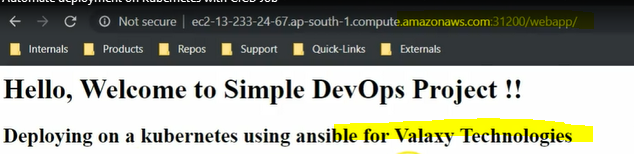 Automate deployment on Kubernetes with CI/CD Job
Not secure | ec2-13-233-24-67.ap-south-1.compute.amazonaws.com:31200/webapp/
Internals Products Repos Support Quick-Links Externals
Hello, Welcome to Simple DevOps Project !!
Deploying on a kubernetes using ansible for Valaxy Technologies